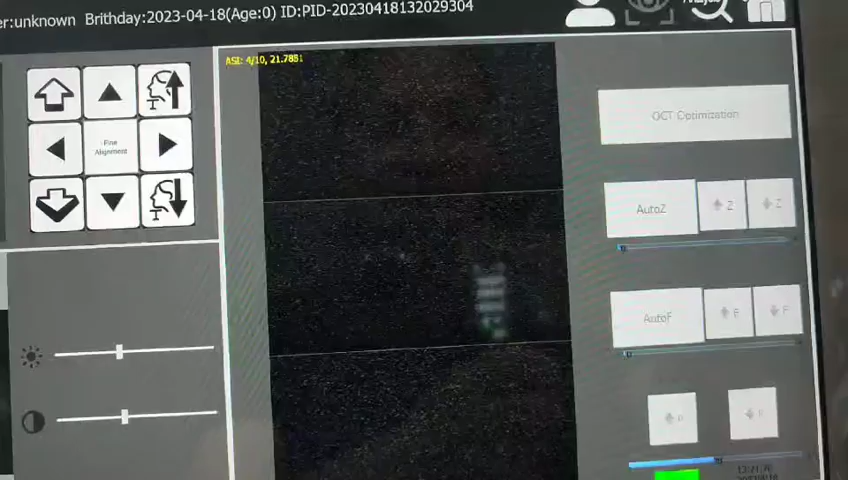 er:unknown Brithday:2023-04-18(Age:0) ID:PID-20230418132029304
ASI: 4/10, 21.7851
Fine
Alignment
OCT Optimization
AutoZ
Z
Z
AutoF
F
F
P
P